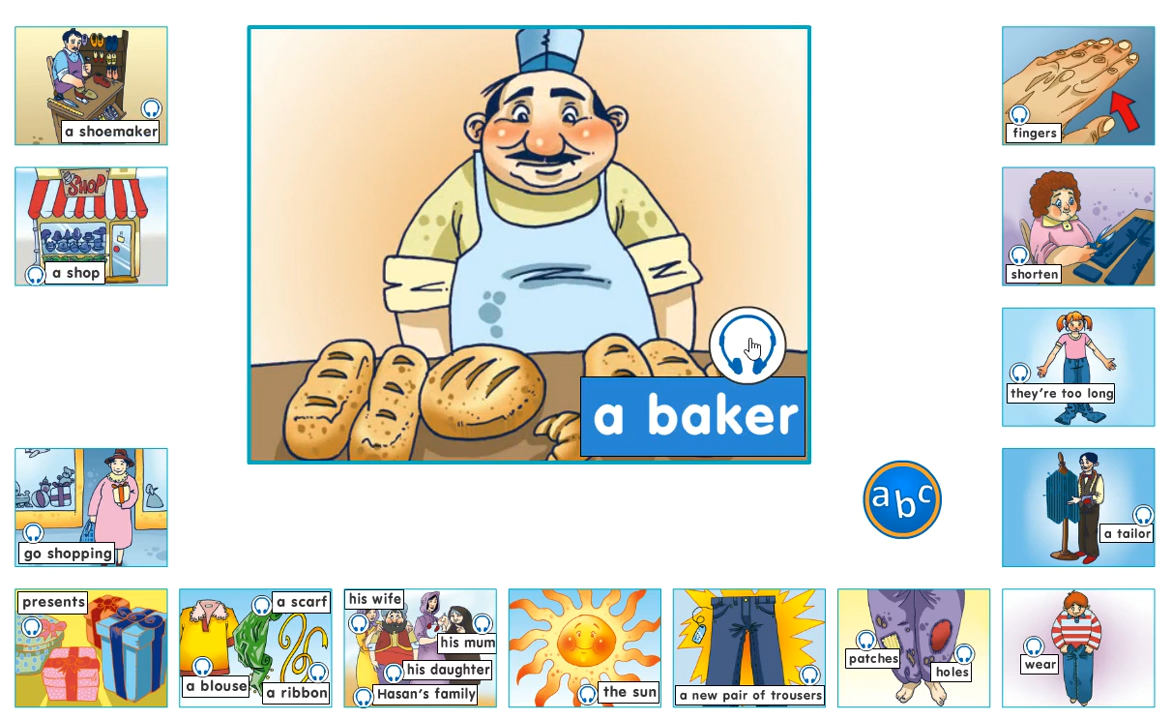 a shoemaker
SHOP
a shop
go shopping
a baker
abc
fingers
shorten
they're too long
a tailor
presents
a scarf
a blouse
a ribbon
his wife
his mum
his daughter
Hasan's family
the sun
a new pair of trousers
patches
holes
wear